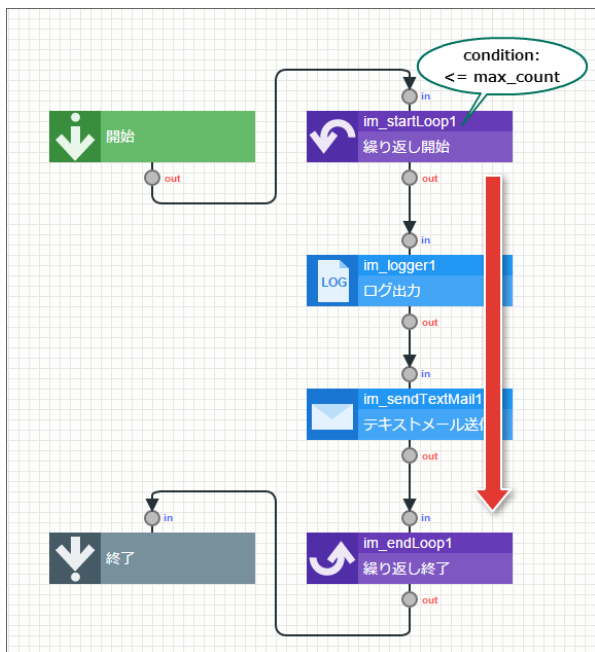 condition:
<= max_count
in
im_startLoop1
繰り返し開始
out
開始
out
in
im_logger1
LOG
ログ出力
out
in
im_sendTextMail1
テキストメール送信
out
in
im_endLoop1
繰り返し終了
out
in
終了